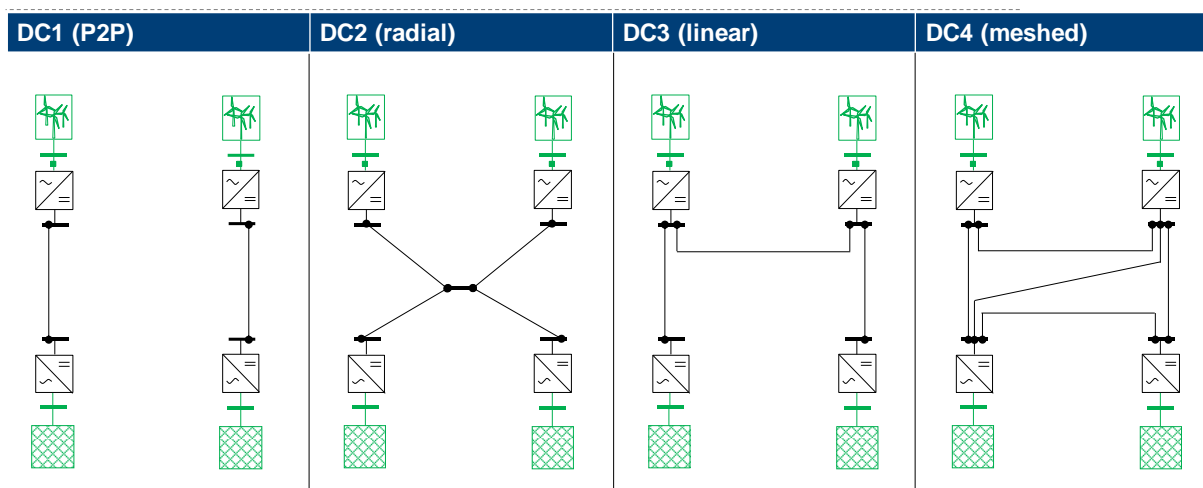 DC1 (P2P)
DC2 (radial)
DC3 (linear)
DC4 (meshed)